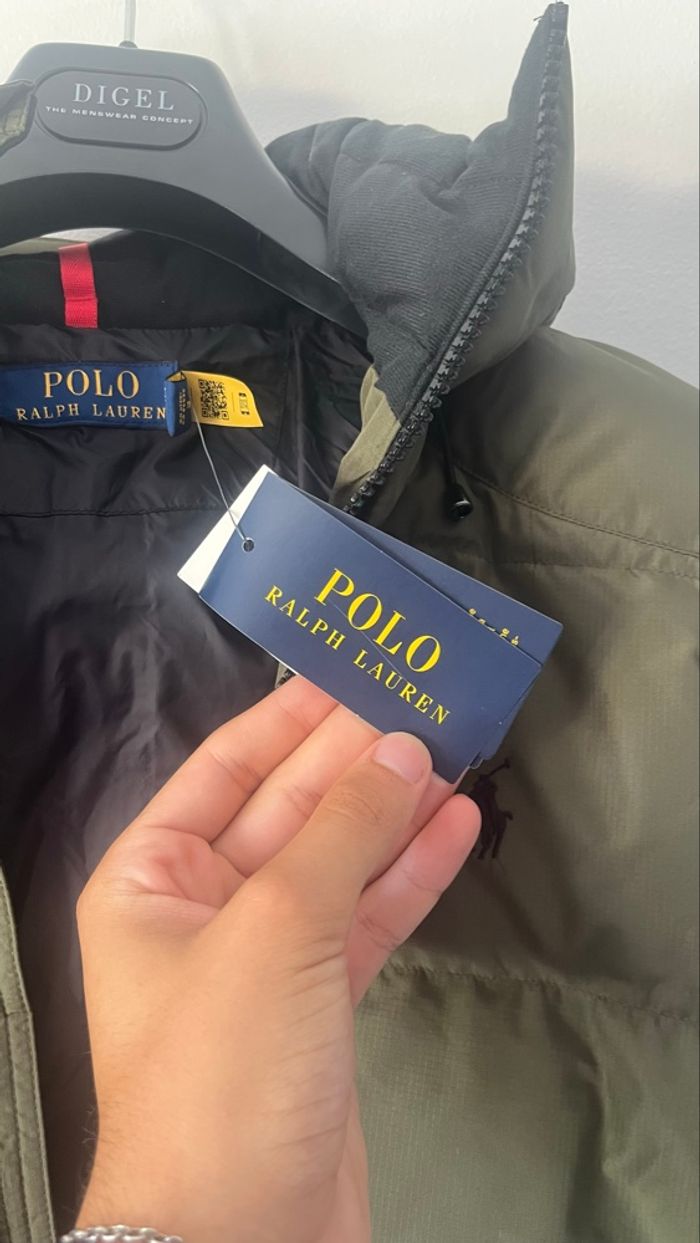 DIGEL
THE MENSWEAR CONCEPT
POLO
RALPH LAUREN
POLO
RALPH LAUREN